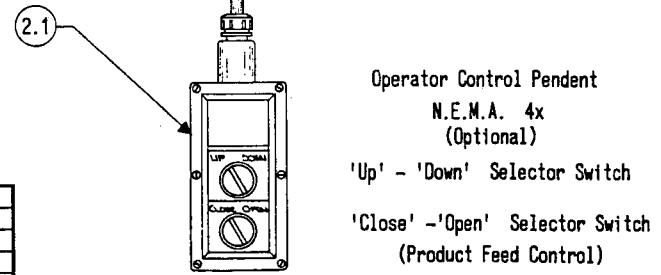 2.1
Operator Control Pendent
N.E.M.A. 4x
(Optional)
'Up' - 'Down' Selector Switch
'Close' -'Open' Selector Switch
(Product Feed Control)
UP DOWN
CLOSE OPEN